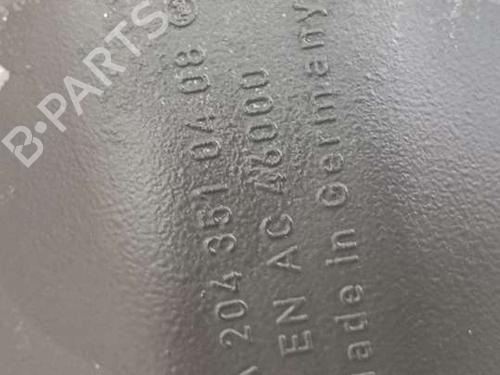 B-PARTS
A 204 351 04 08
EN AC 46000
Made in Germany